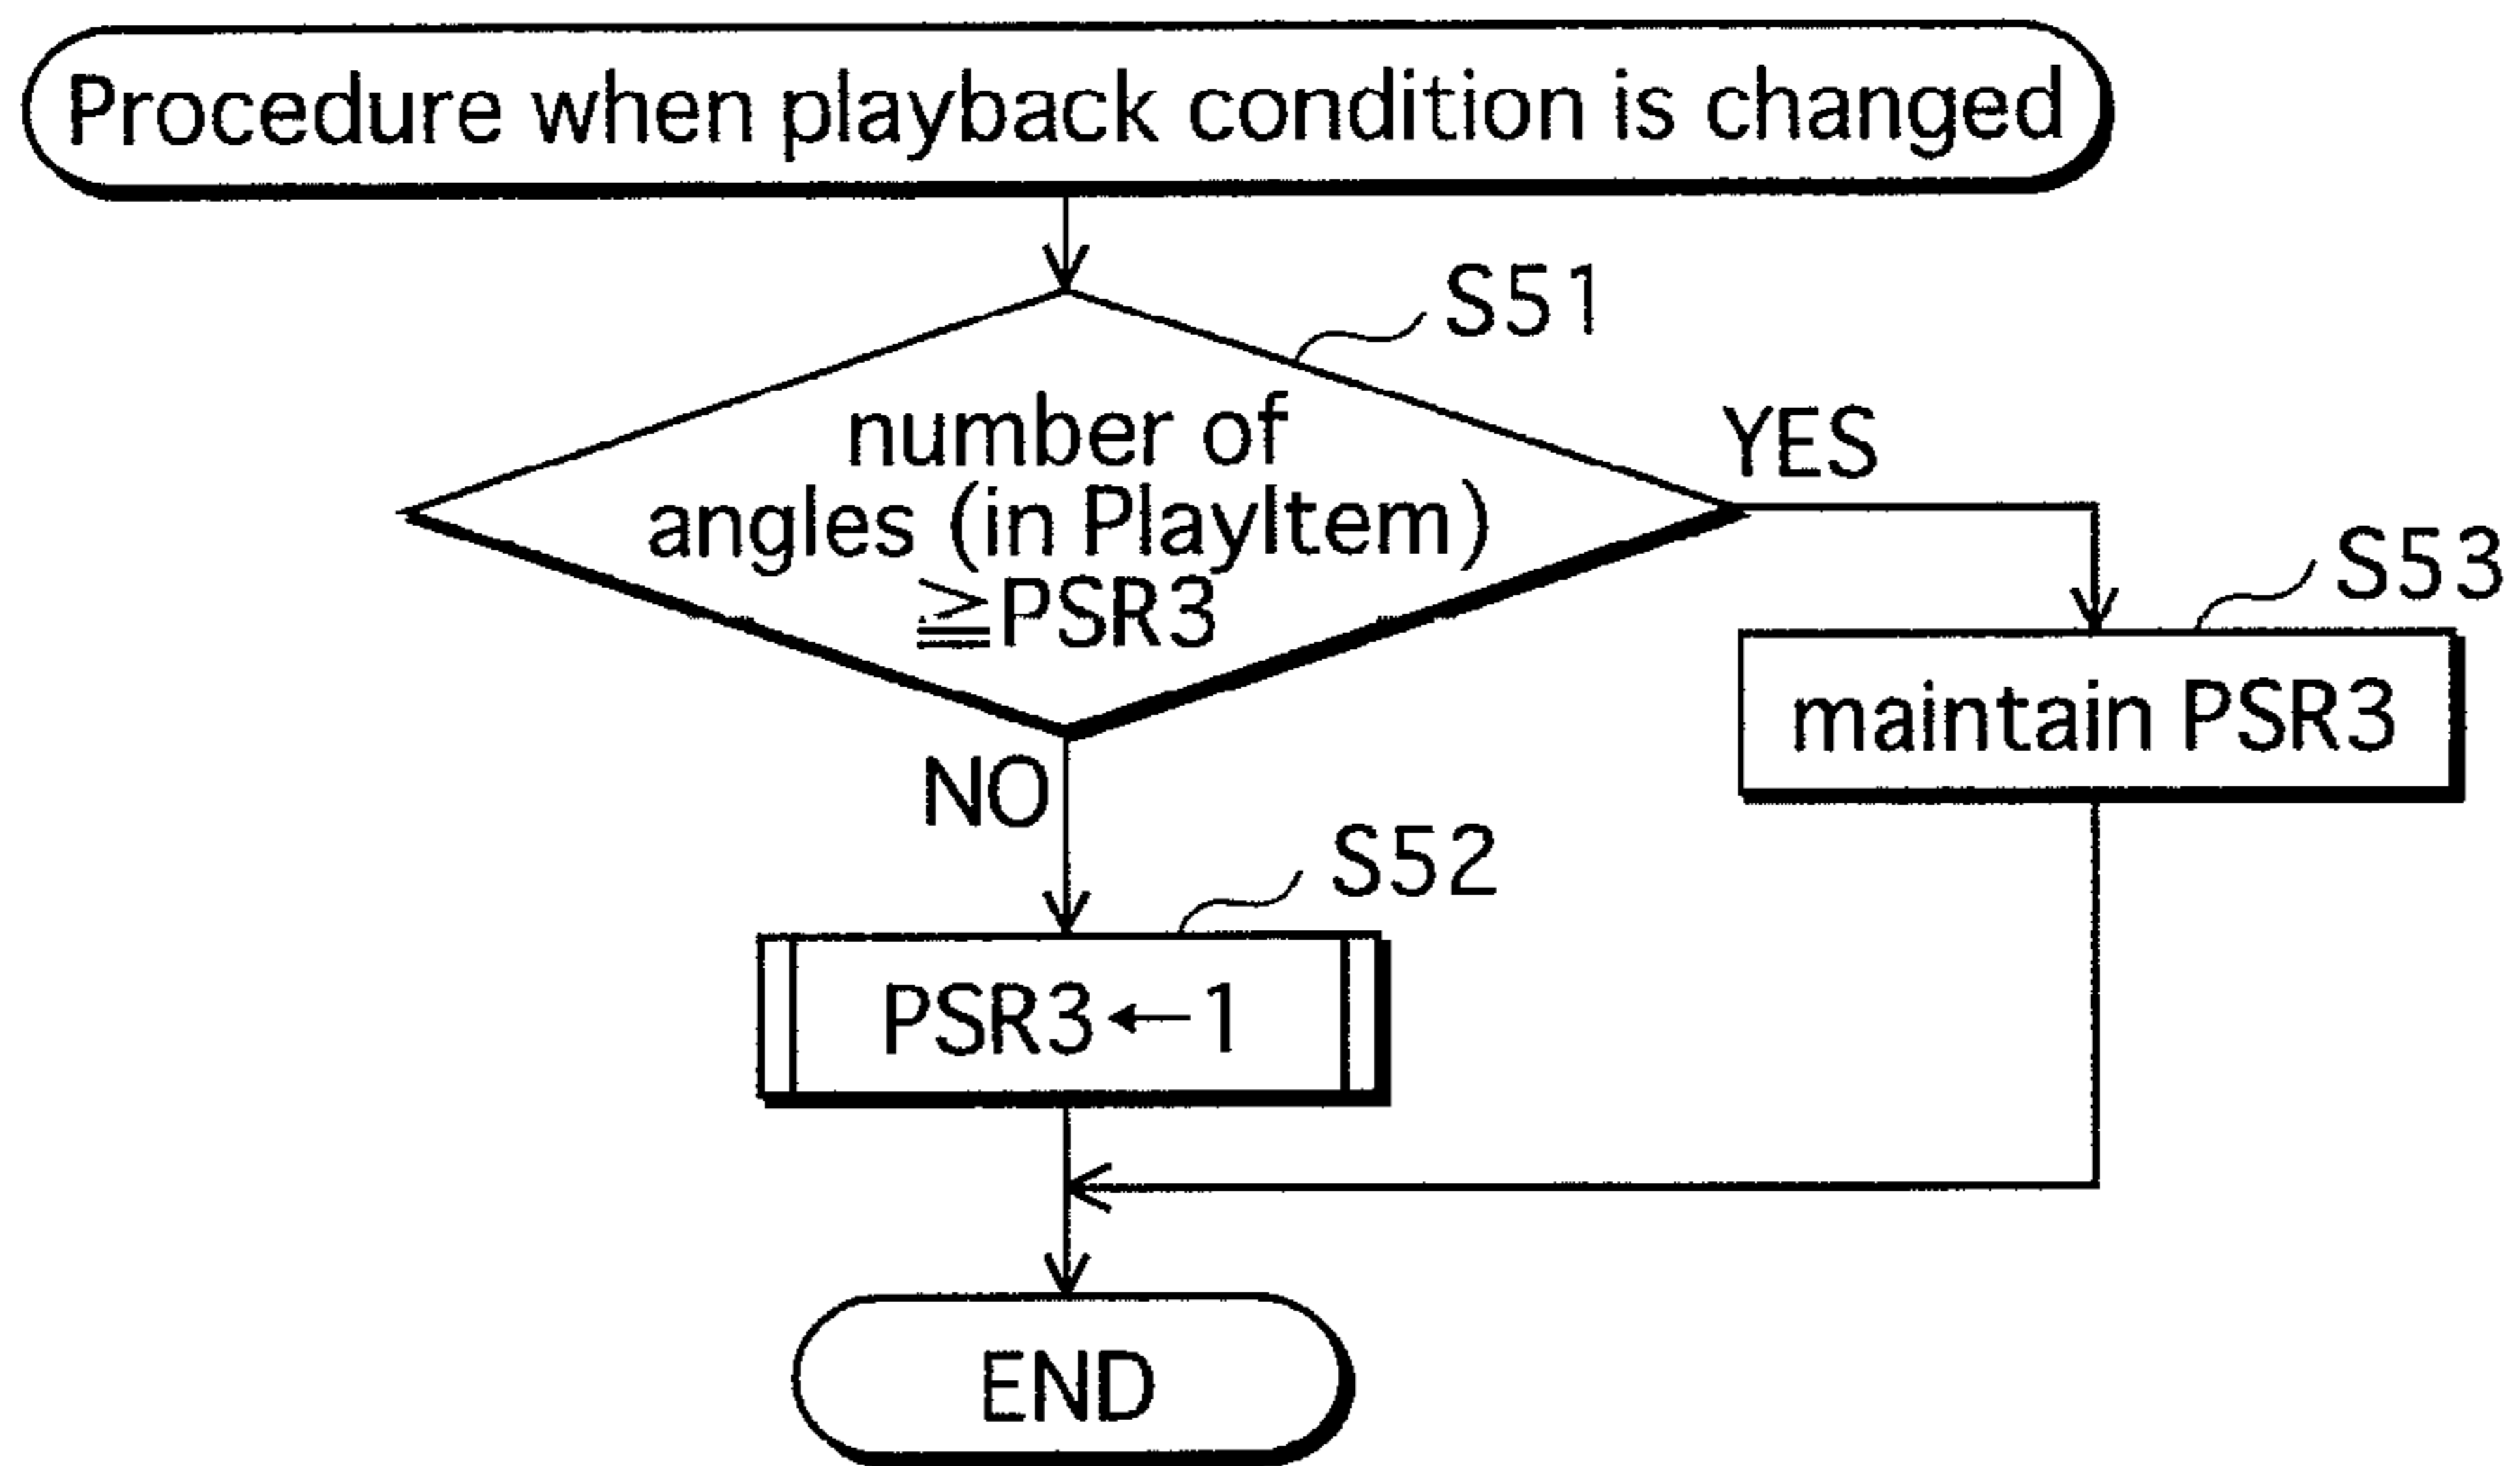 Procedure when playback condition is changed
S51
number of
angles (in PlayItem)
≧PSR3
YES
S53
maintain PSR3
NO
S52
PSR3←1
END